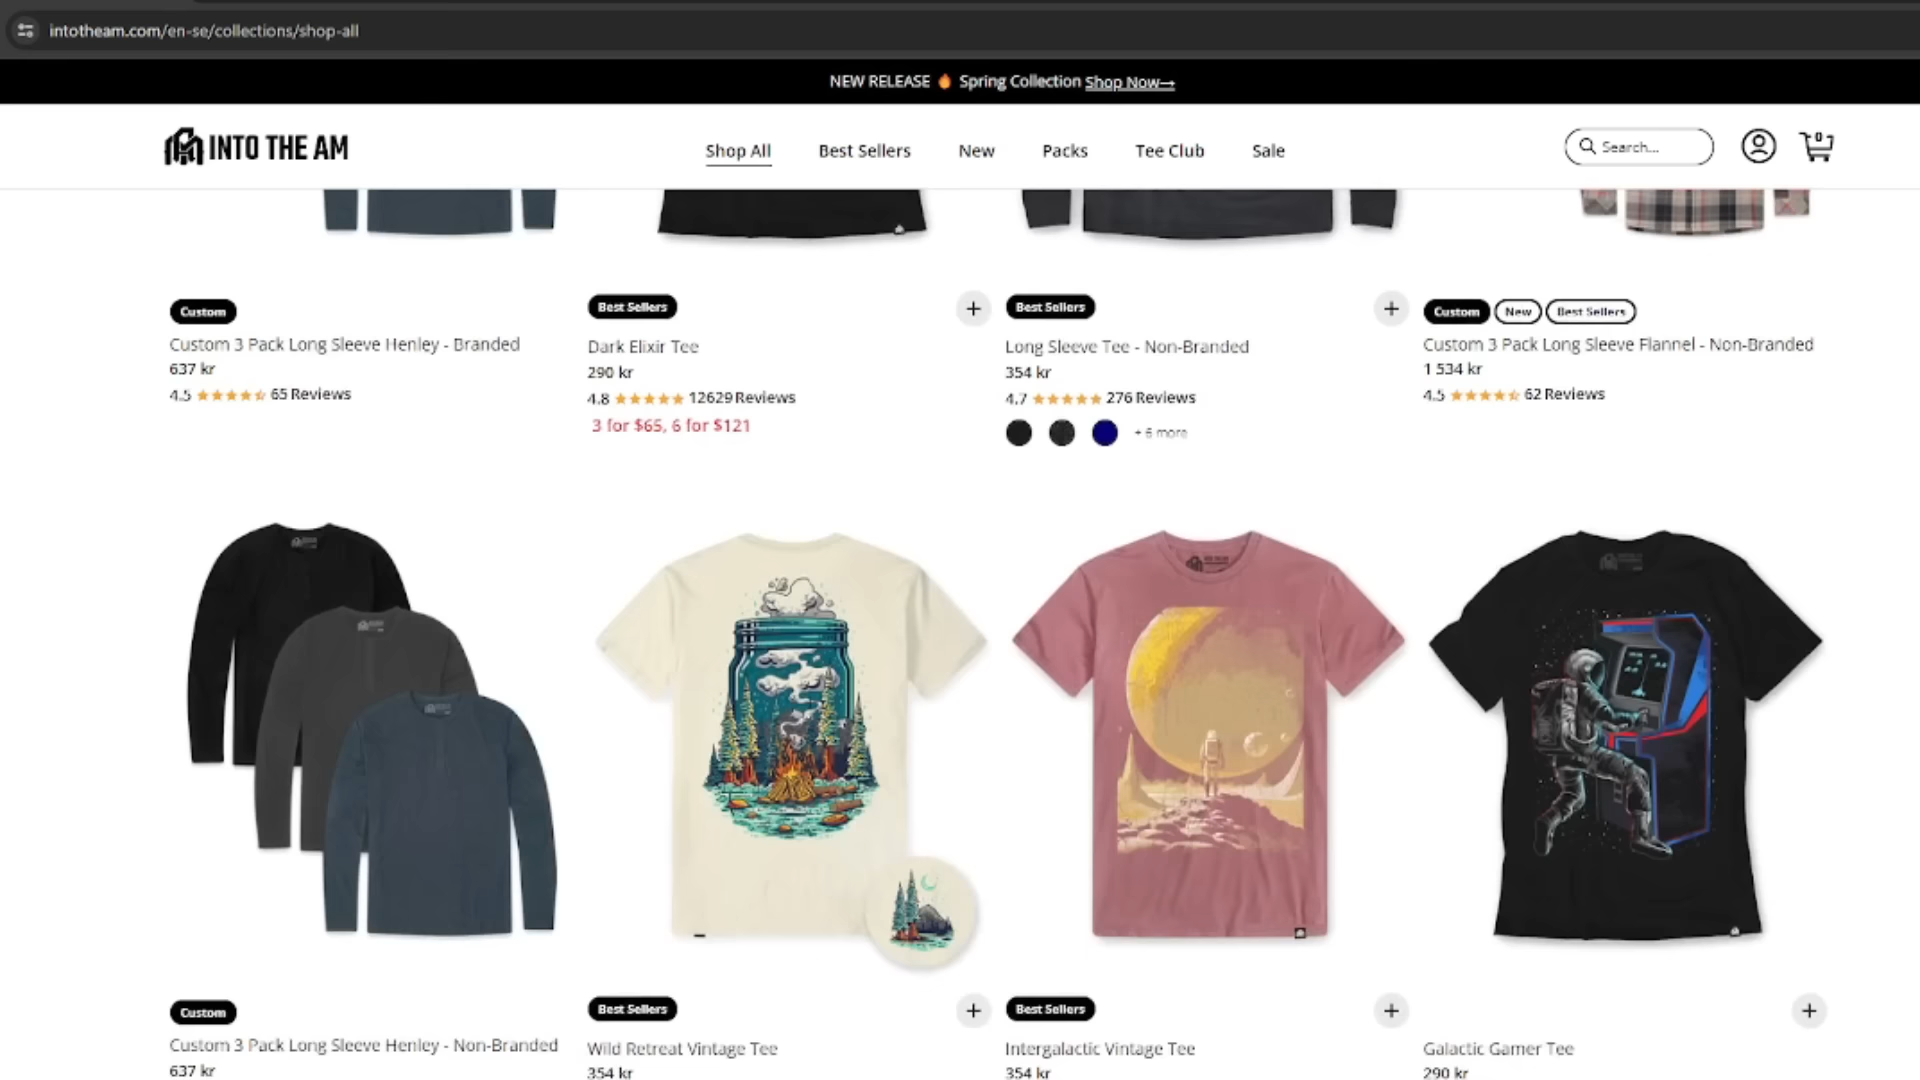 intotheam.com/en-se/collections/shop-all
NEW RELEASE 🔥 Spring Collection Shop Now→
INTO THE AM
Shop All
Best Sellers
New
Packs
Tee Club
Sale
Search...
0
Custom
Custom 3 Pack Long Sleeve Henley - Branded
637 kr
4.5 65 Reviews
Best Sellers
+
Dark Elixir Tee
290 kr
4.8 12629 Reviews
3 for $65, 6 for $121
Best Sellers
+
Long Sleeve Tee - Non-Branded
354 kr
4.7 276 Reviews
+ 6 more
Custom New Best Sellers
Custom 3 Pack Long Sleeve Flannel - Non-Branded
1 534 kr
4.5 62 Reviews
Custom
Custom 3 Pack Long Sleeve Henley - Non-Branded
637 kr
Best Sellers
+
Wild Retreat Vintage Tee
354 kr
Best Sellers
+
Intergalactic Vintage Tee
354 kr
+
Galactic Gamer Tee
290 kr